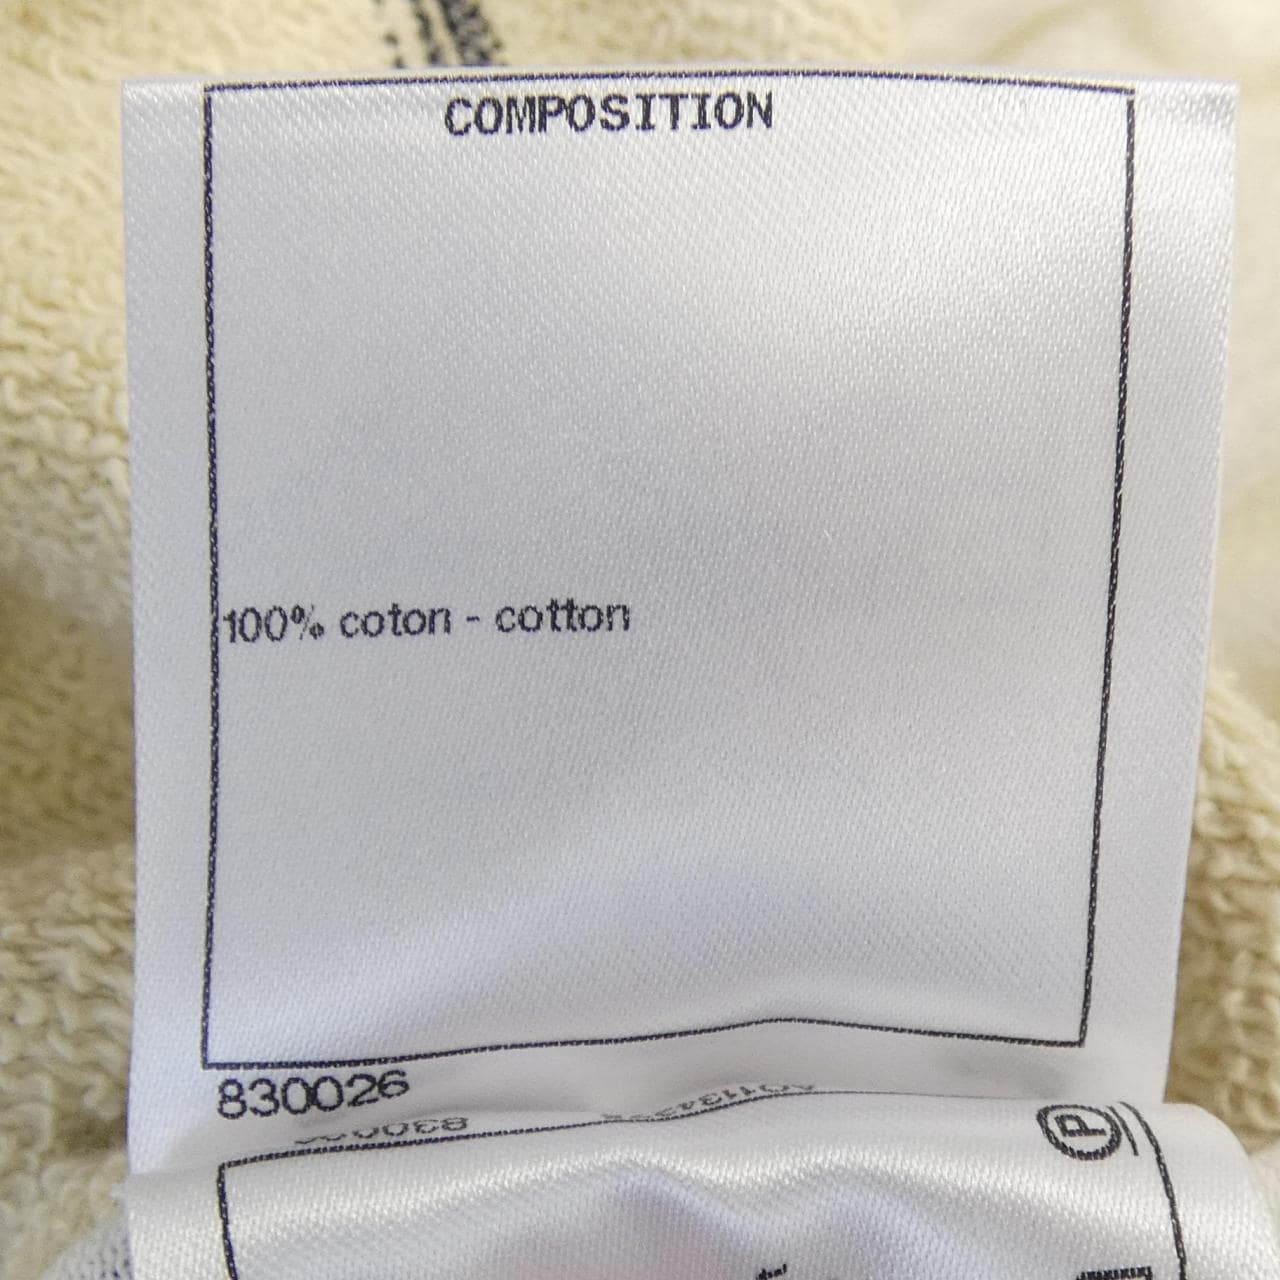 COMPOSITION
100% coton - cotton
830026
P